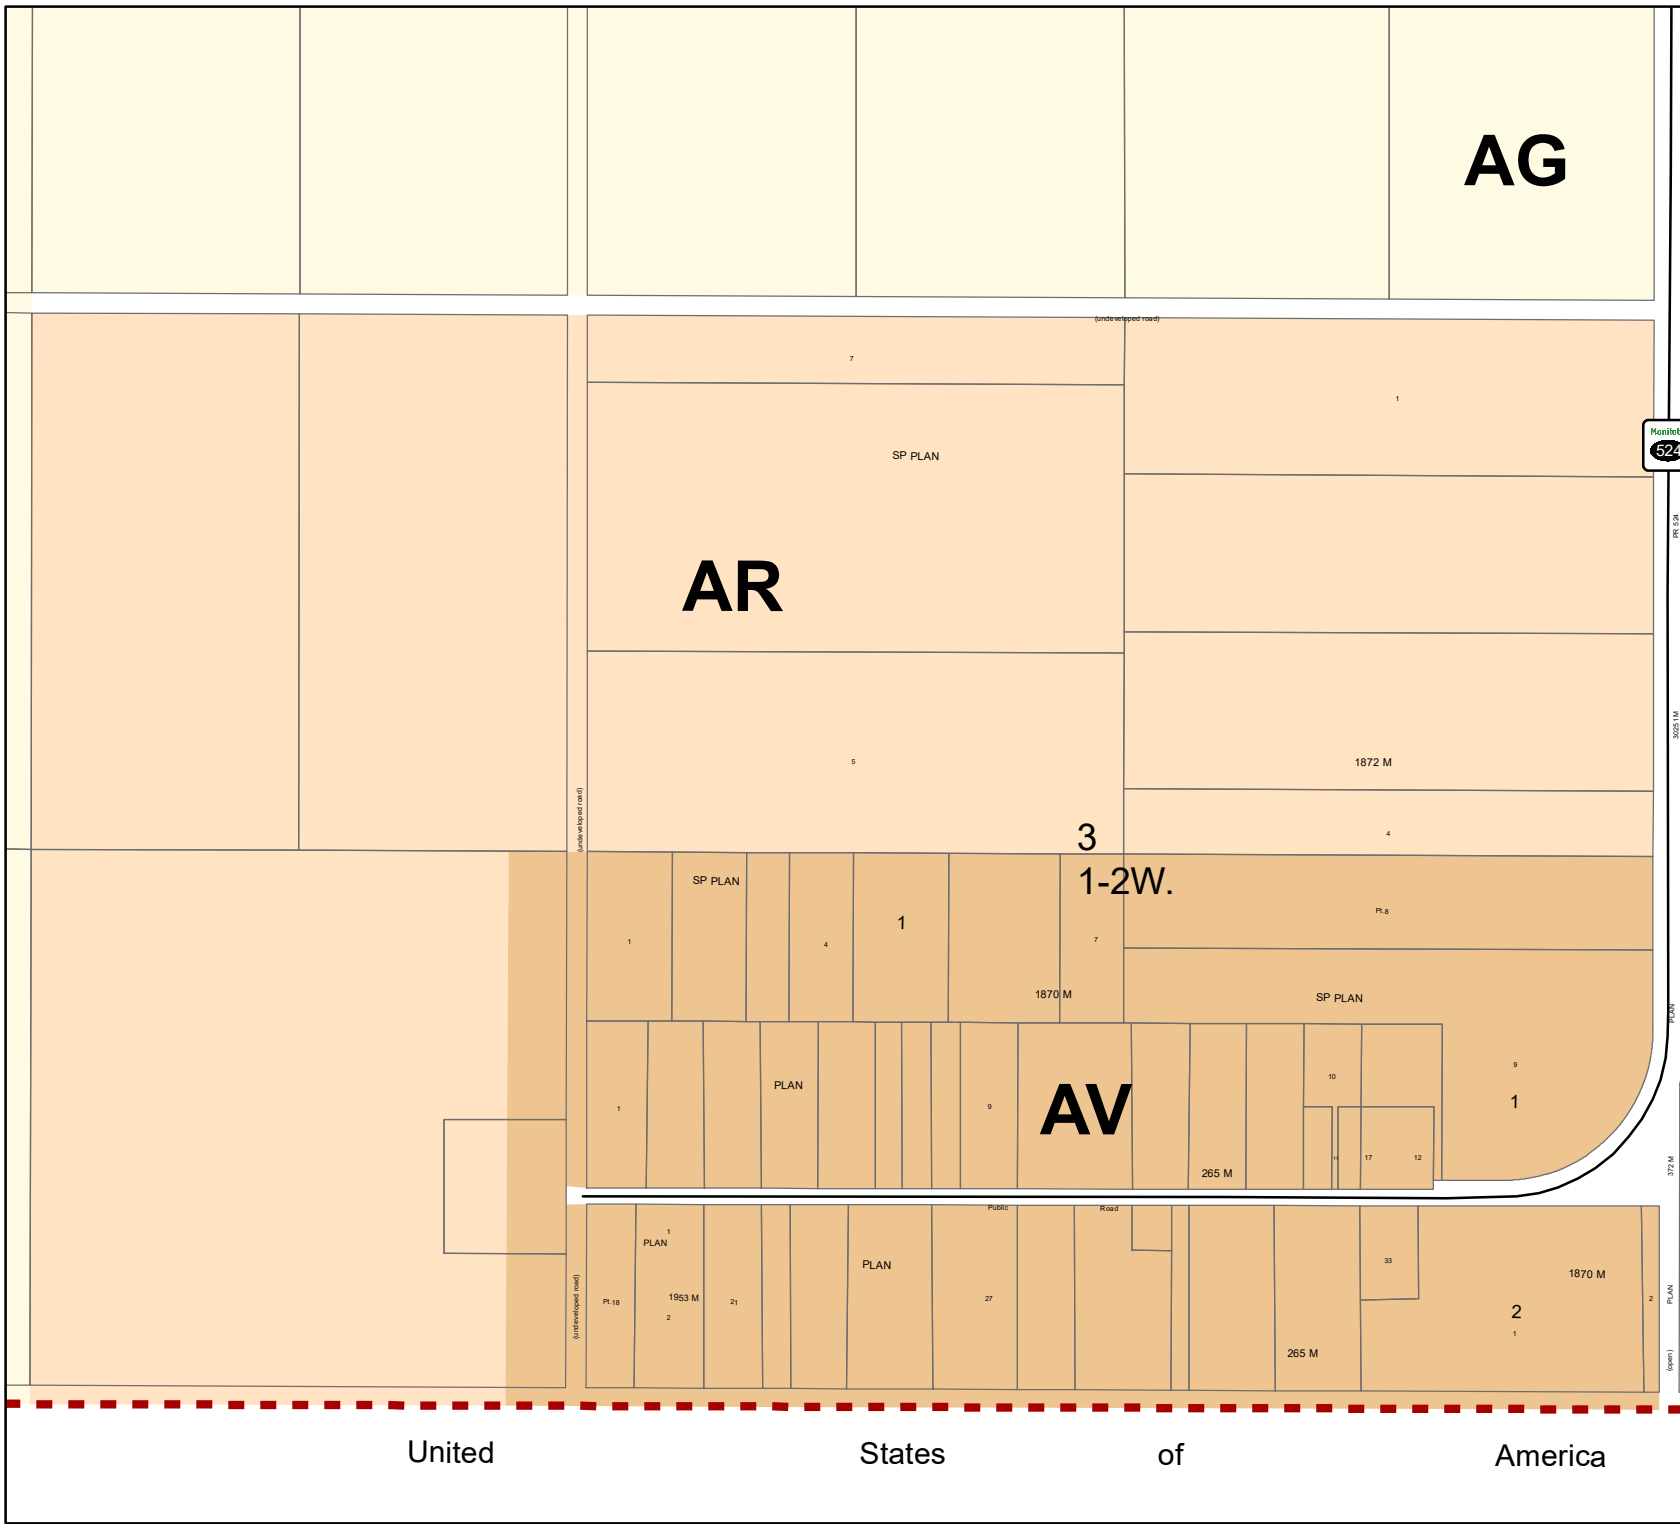 AG
(undeveloped road)
7
1
Manitob
524
SP PLAN
PR 524
AR
30251 M
5
1872 M
(undeveloped road)
3
4
1-2W.
SP PLAN
Pt.8
1
1
4
7
1870 M
SP PLAN
PLAN
9
10
PLAN
1
1
9
AV
11
17
12
372 M
265 M
Public
Road
1
PLAN
PLAN
33
1870 M
Pt.18
1953 M
21
27
2
PLAN
2
2
1
(undeveloped road)
265 M
(open)
United States of America